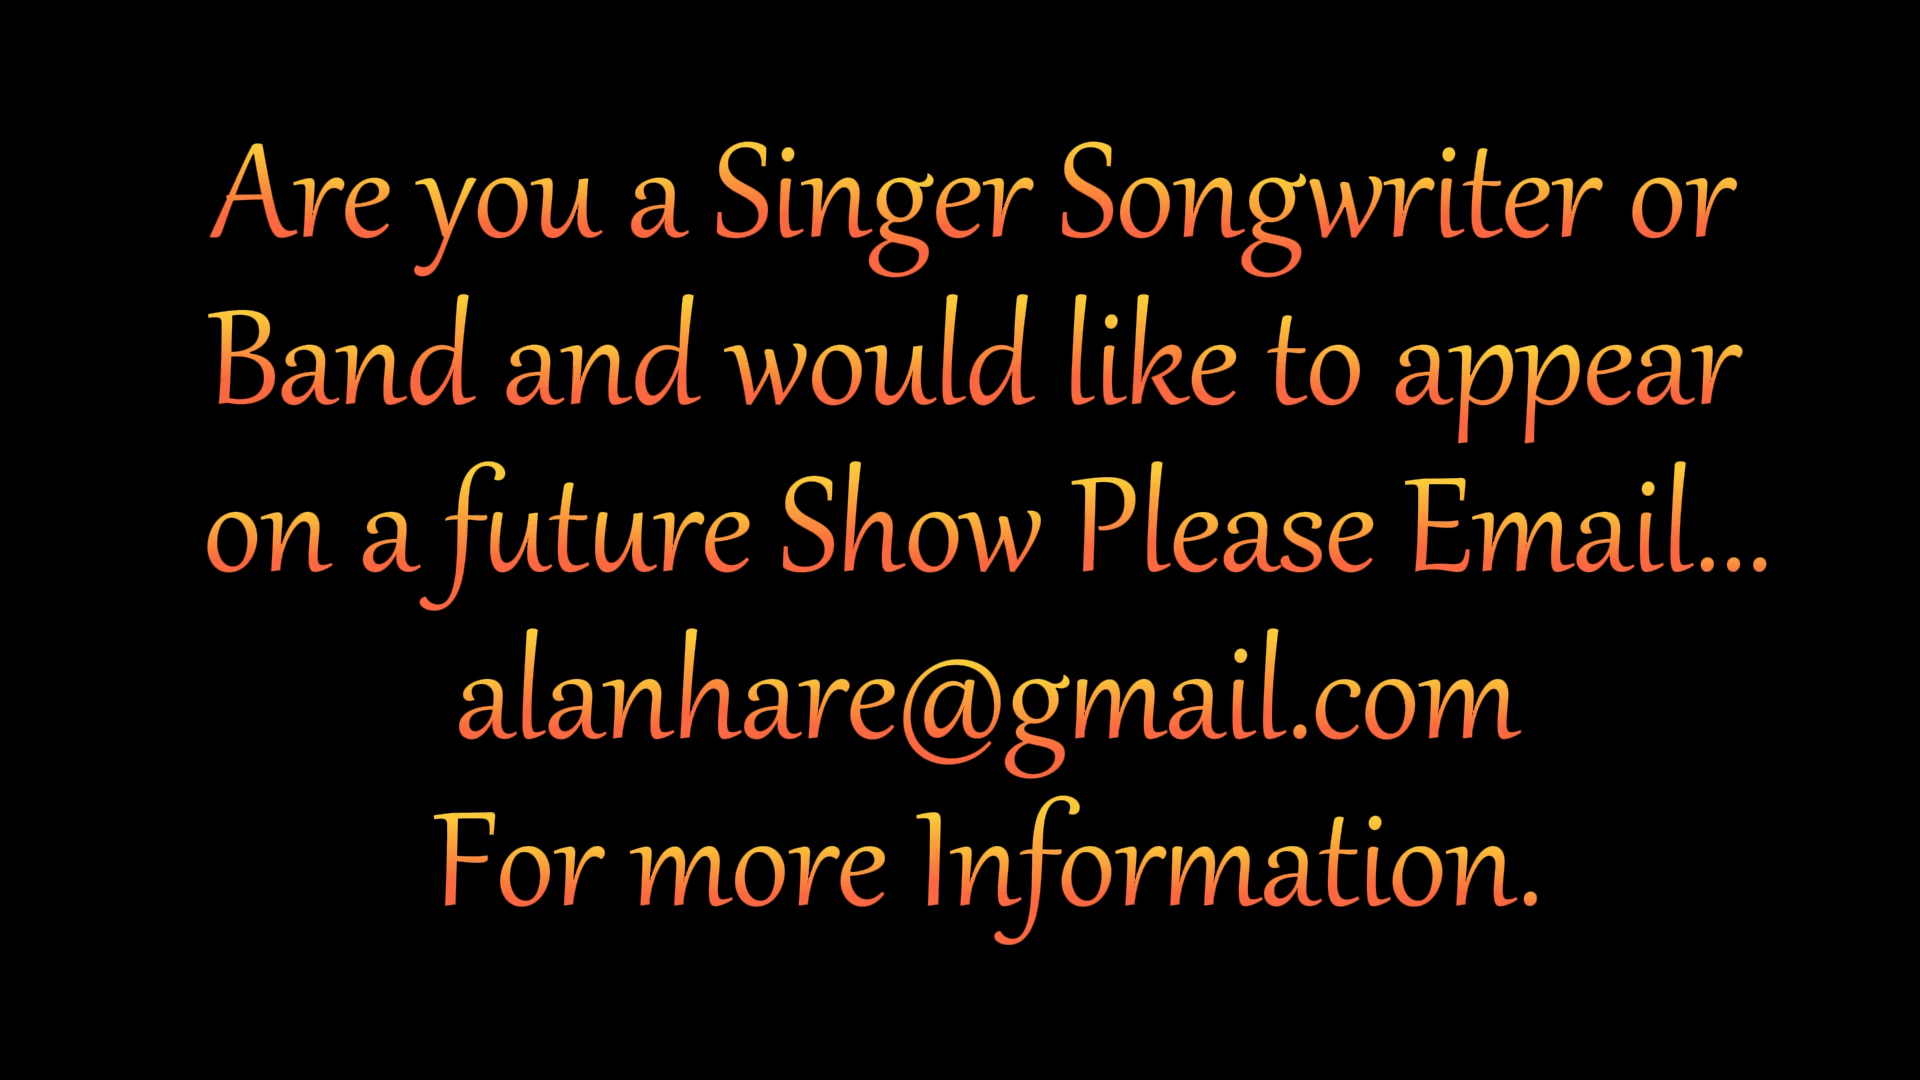 Are you a Singer Songwriter or
Band and would like to appear
on a future Show Please Email...
alanhare@gmail.com
For more Information.